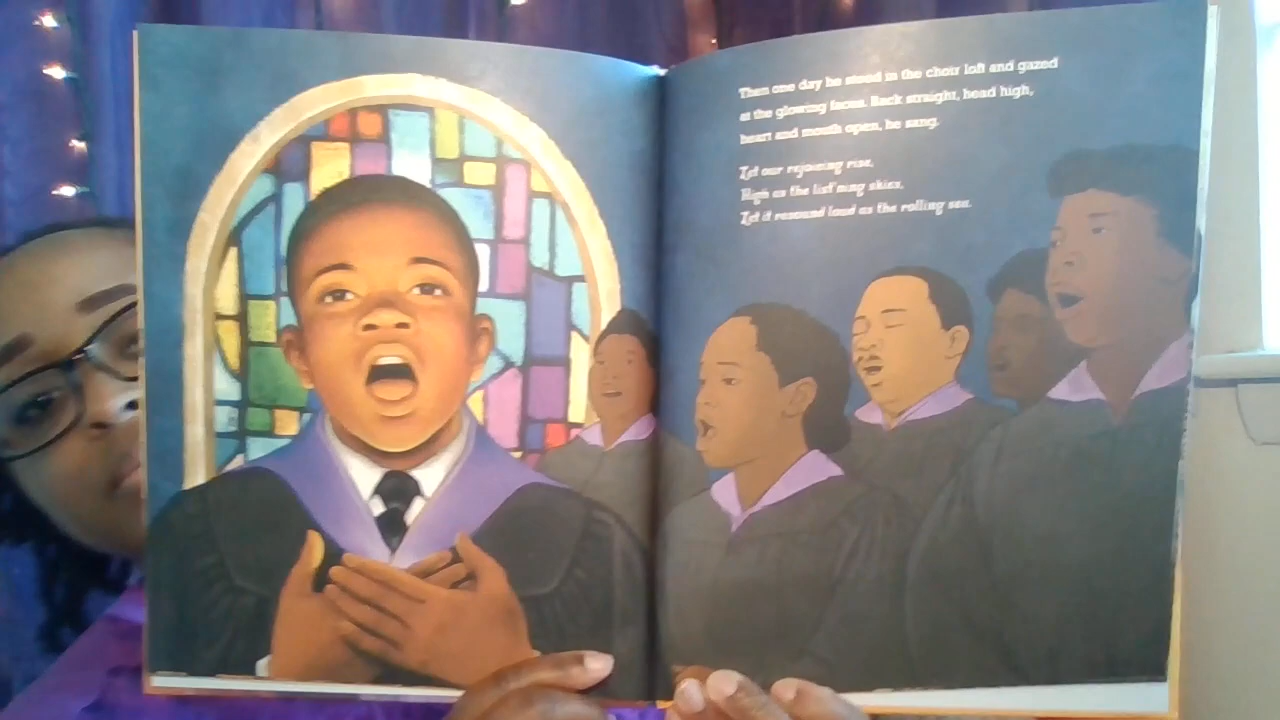 Then one day he stood in the choir loft and gazed
at the glowing faces. Back straight, head high,
heart and mouth open, he sang.
Let our rejoicing rise,
High as the list'ning skies,
Let it resound loud as the rolling sea.